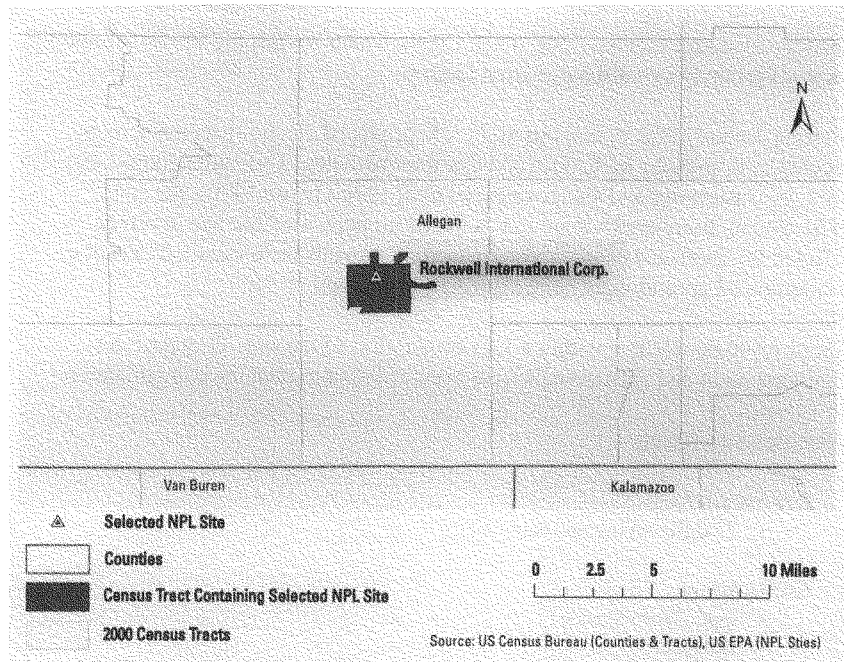 N
Allegan
Rockwell International Corp.
Van Buren
Kalamazoo
Selected NPL Site
Counties
Census Tract Containing Selected NPL Site
2000 Census Tracts
0 2.5 5 10 Miles
Source: US Census Bureau (Counties & Tracts), US EPA (NPL Sties)